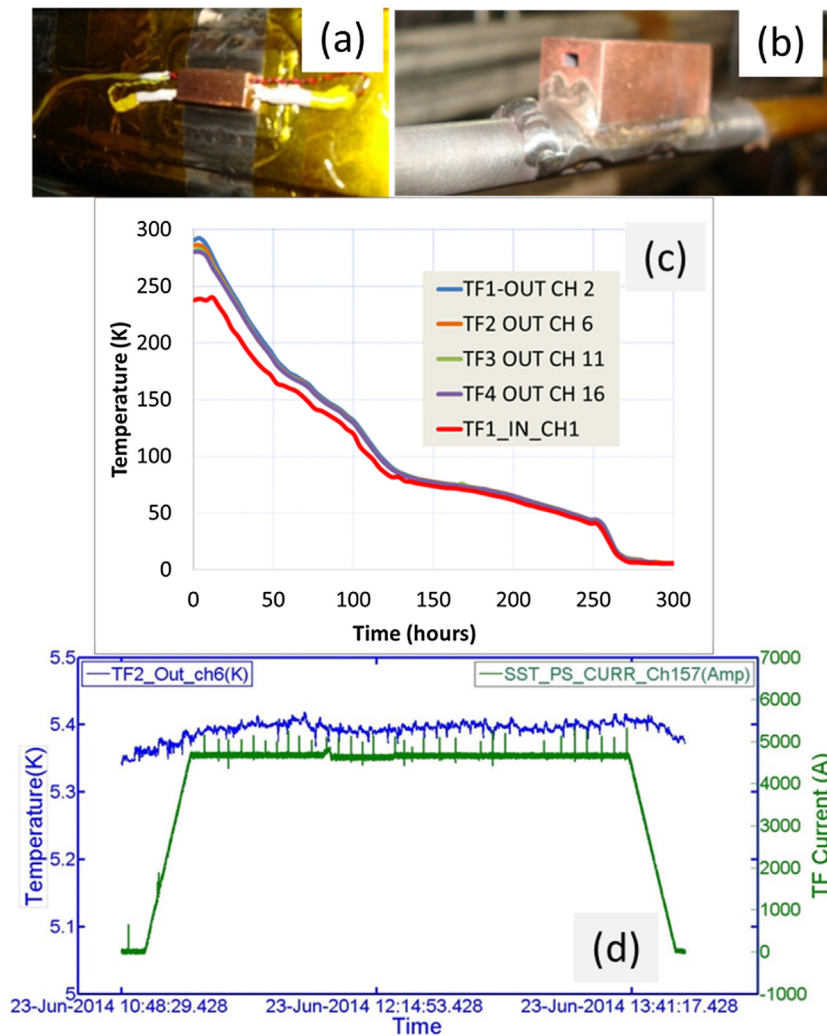 (a)
(b)
(c)
300
250
200
150
100
50
0
Temperature (K)
TF1-OUT CH 2
TF2 OUT CH 6
TF3 OUT CH 11
TF4 OUT CH 16
TF1_IN_CH1
0 50 100 150 200 250 300
Time (hours)
5.5
5.4
5.3
5.2
5.1
5
Temperature(K)
TF2_Out_ch6(K)
SST_PS_CURR_Ch157(Amp)
7000
6000
5000
4000
3000
2000
1000
0
-1000
TF Current (A)
(d)
23-Jun-2014 10:48:29.428 23-Jun-2014 12:14:53.428 23-Jun-2014 13:41:17.428
Time